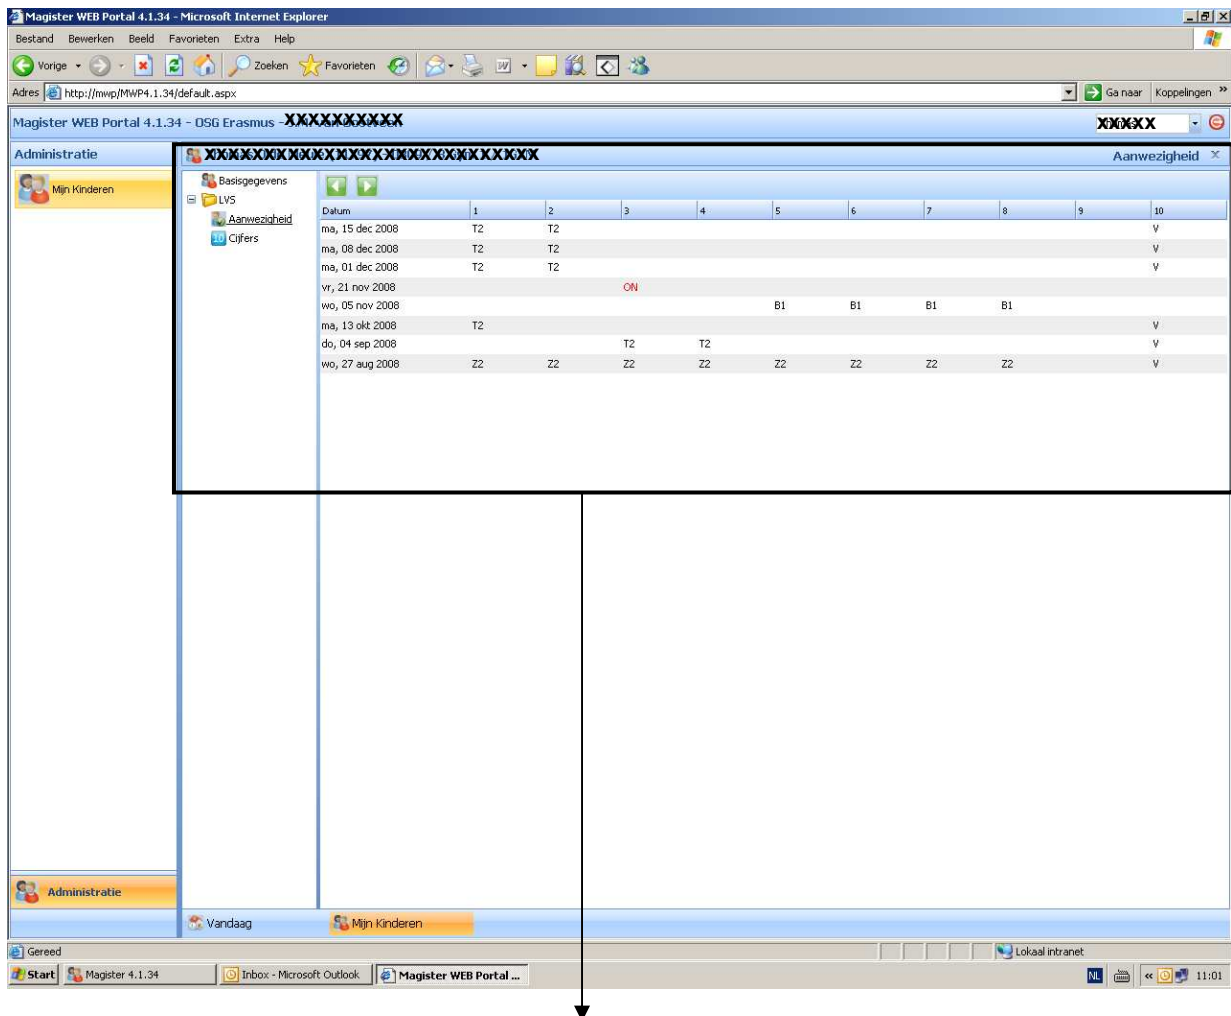 Magister WEB Portal 4.1.34 - Microsoft Internet Explorer
Bestand Bewerken Beeld Favorieten Extra Help
Vorige Zoeken Favorieten
Adres http://mwp/MWP4.1.34/default.aspx Ga naar Koppelingen »
Magister WEB Portal 4.1.34 - OSG Erasmus -
Administratie Aanwezigheid
Mijn Kinderen
Basisgegevens
LVS
Aanwezigheid
10 Cijfers
Datum 1 2 3 4 5 6 7 8 9 10
ma, 15 dec 2008 T2 T2 V
ma, 08 dec 2008 T2 T2 V
ma, 01 dec 2008 T2 T2 V
vr, 21 nov 2008 ON
wo, 05 nov 2008 B1 B1 B1 B1
ma, 13 okt 2008 T2 V
do, 04 sep 2008 T2 T2 V
wo, 27 aug 2008 Z2 Z2 Z2 Z2 Z2 Z2 Z2 Z2 V
Administratie
Vandaag Mijn Kinderen
Gereed Lokaal intranet
Start Magister 4.1.34 Inbox - Microsoft Outlook Magister WEB Portal ... NL « 11:01